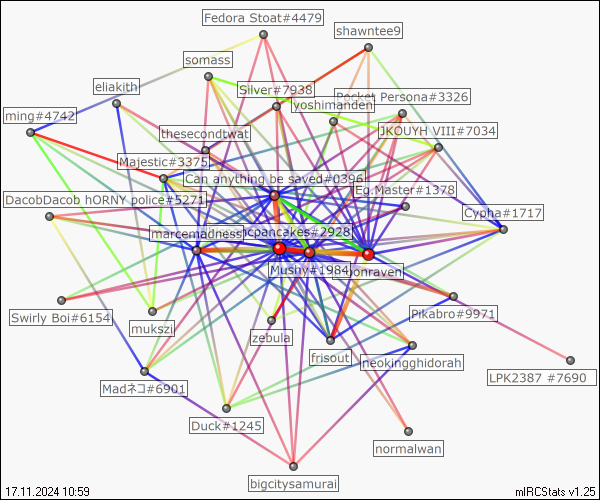 Fedora Stoat#4479
shawntee9
somass
eliakith
Silver#7938
Pocket Persona#3326
yoshimanden
ming#4742
thesecondtwat
JKOUYH VIII#7034
Majestic#3375
Can anything be saved#0396
Eg.Master#1378
DacobDacob hORNY police#5271
Cypha#1717
marcemadness
cpancakes#2928
Mushy#1984
onraven
Swirly Boi#6154
Pikabro#9971
mukszi
zebula
frisout
neokingghidorah
LPK2387 #7690
Madネコ#6901
Duck#1245
normalwan
bigcitysamurai
17.11.2024 10:59
mIRCStats v1.25